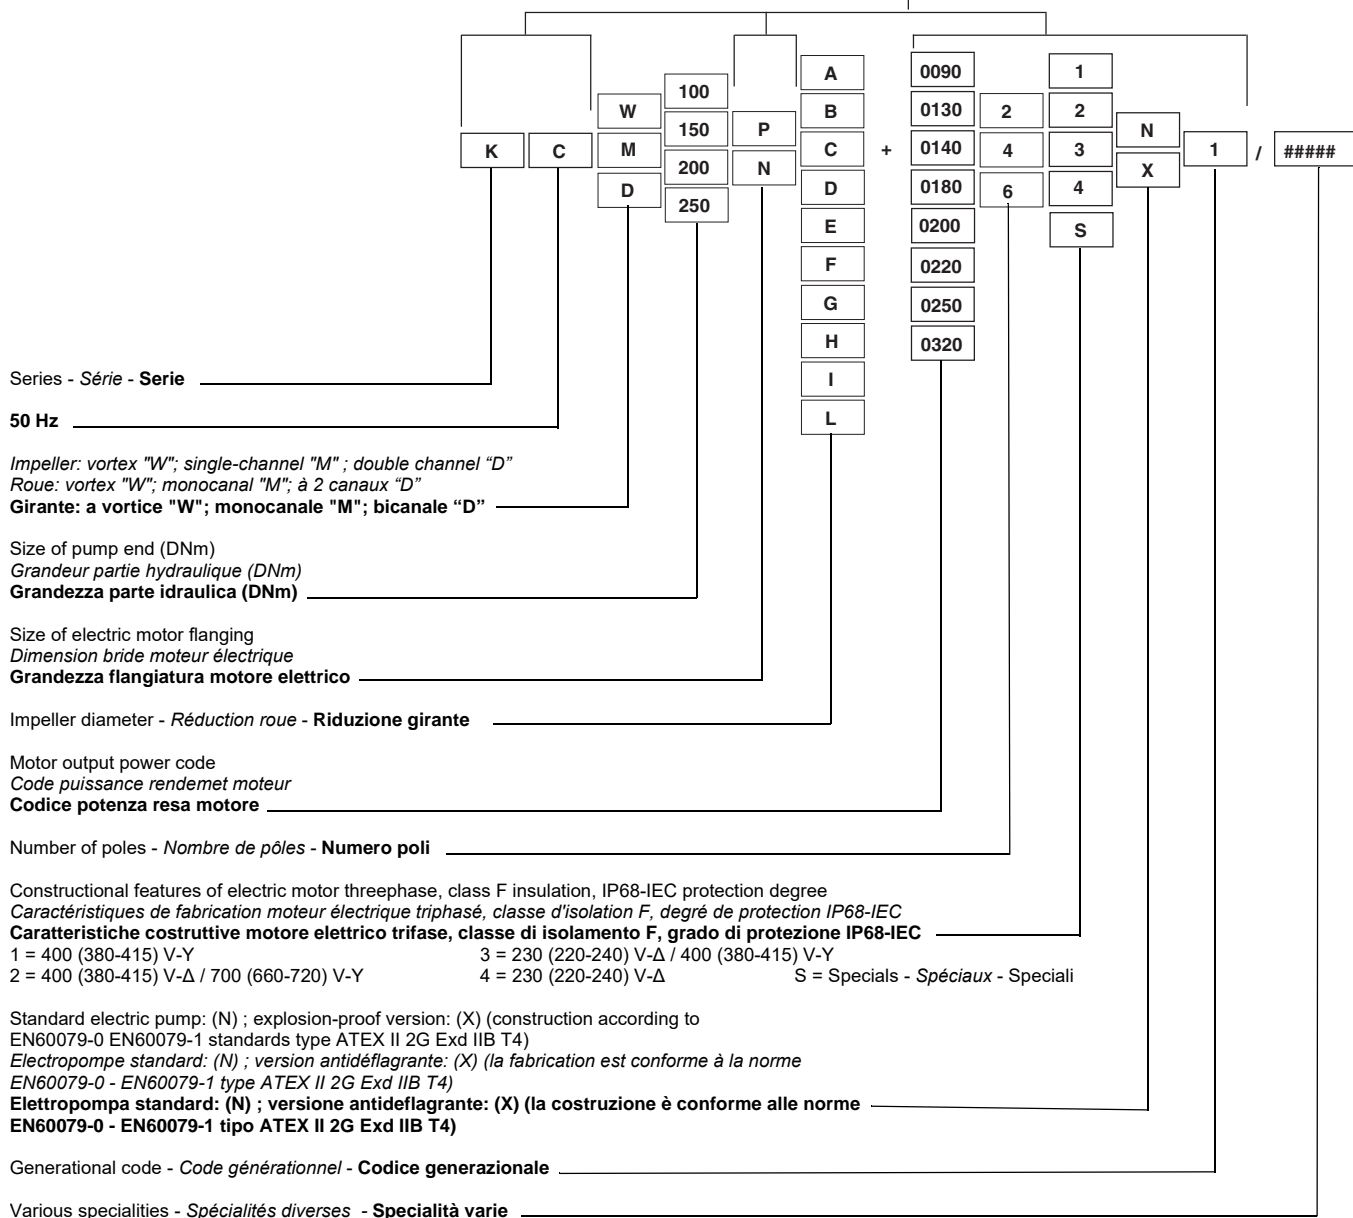 A 0090 1
100
W B 0130 2 2
150 P N
K C M C + 0140 4 3 1 / #####
200 N X
D D 0180 6 4
250
E 0200 S
F 0220
G 0250
H 0320
I
L
Series - Série - Serie
50 Hz
Impeller: vortex "W"; single-channel "M" ; double channel “D”
Roue: vortex "W"; monocanal "M"; à 2 canaux “D”
Girante: a vortice "W"; monocanale "M"; bicanale “D”
Size of pump end (DNm)
Grandeur partie hydraulique (DNm)
Grandezza parte idraulica (DNm)
Size of electric motor flanging
Dimension bride moteur électrique
Grandezza flangiatura motore elettrico
Impeller diameter - Réduction roue - Riduzione girante
Motor output power code
Code puissance rendemet moteur
Codice potenza resa motore
Number of poles - Nombre de pôles - Numero poli
Constructional features of electric motor threephase, class F insulation, IP68-IEC protection degree
Caractéristiques de fabrication moteur électrique triphasé, classe d'isolation F, degré de protection IP68-IEC
Caratteristiche costruttive motore elettrico trifase, classe di isolamento F, grado di protezione IP68-IEC
1 = 400 (380-415) V-Y 3 = 230 (220-240) V-Δ / 400 (380-415) V-Y
2 = 400 (380-415) V-Δ / 700 (660-720) V-Y 4 = 230 (220-240) V-Δ S = Specials - Spéciaux - Speciali
Standard electric pump: (N) ; explosion-proof version: (X) (construction according to
EN60079-0 EN60079-1 standards type ATEX II 2G Exd IIB T4)
Electropompe standard: (N) ; version antidéflagrante: (X) (la fabrication est conforme à la norme
EN60079-0 - EN60079-1 type ATEX II 2G Exd IIB T4)
Elettropompa standard: (N) ; versione antideflagrante: (X) (la costruzione è conforme alle norme
EN60079-0 - EN60079-1 tipo ATEX II 2G Exd IIB T4)
Generational code - Code générationnel - Codice generazionale
Various specialities - Spécialités diverses - Specialità varie